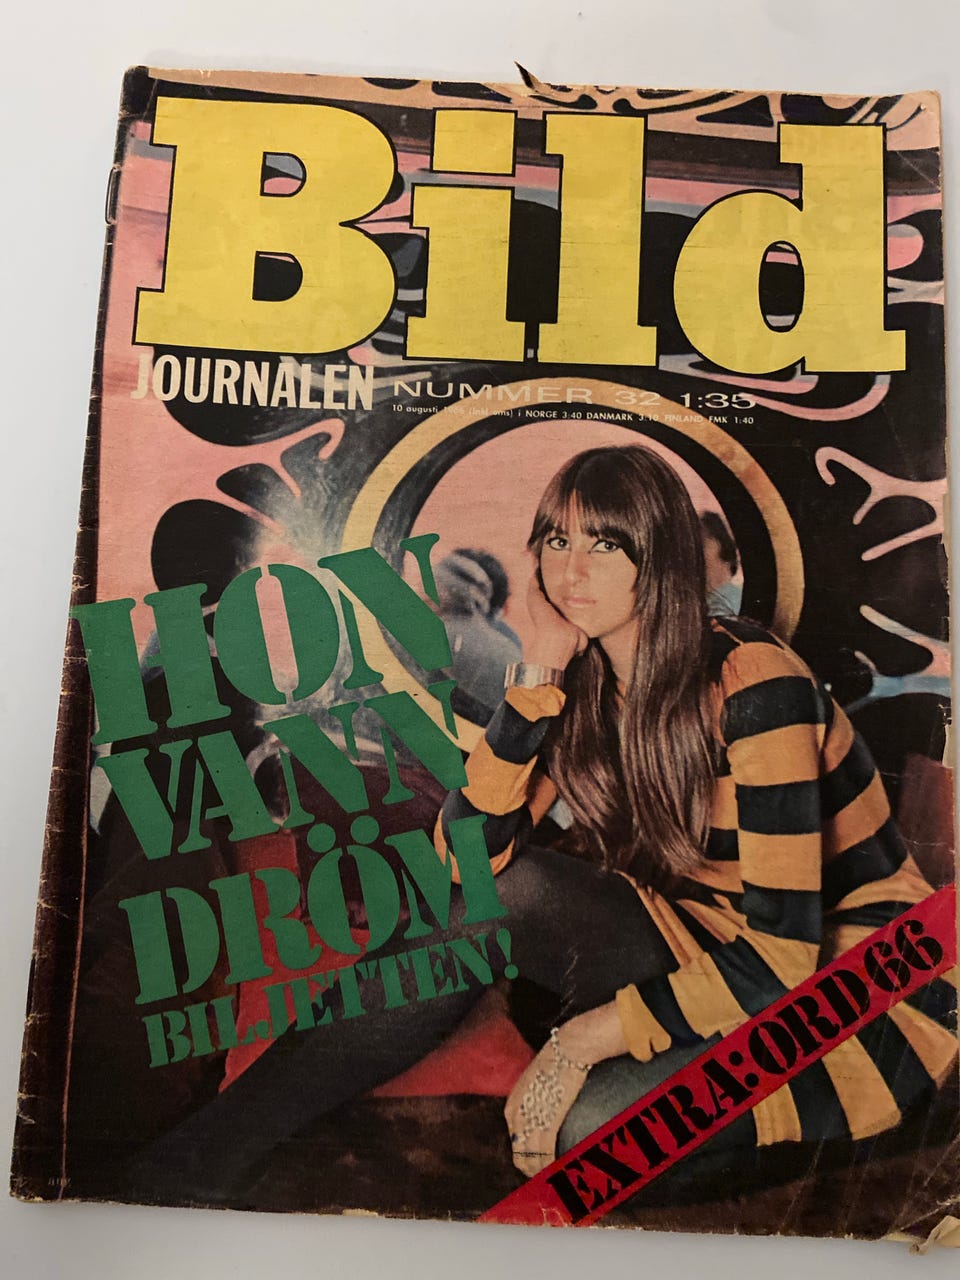 Bild
JOURNALEN
NUMMER 32 1:35
10 augusti 1966 (inkl oms) i NORGE 3:40 DANMARK 3:10 FINLAND FMK 1:40
HON
VANN
DRÖM
BILJETTEN!
EXTRA:ORD 66